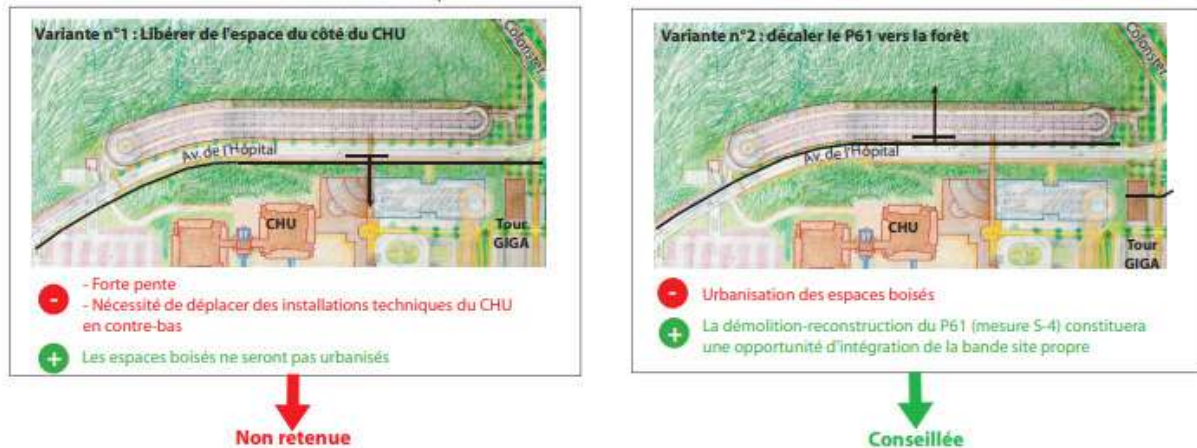 Variante n°1 : Libérer de l'espace du côté du CHU
Colonster
Av. de l'Hôpital
CHU
Tour
GIGA
- Forte pente
- Nécessité de déplacer des installations techniques du CHU
en contre-bas
Les espaces boisés ne seront pas urbanisés
Non retenue
Variante n°2 : décaler le P61 vers la forêt
Colonster
Av. de l'Hôpital
CHU
Tour
GIGA
Urbanisation des espaces boisés
La démolition-reconstruction du P61 (mesure S-4) constituera
une opportunité d'intégration de la bande site propre
Conseillée